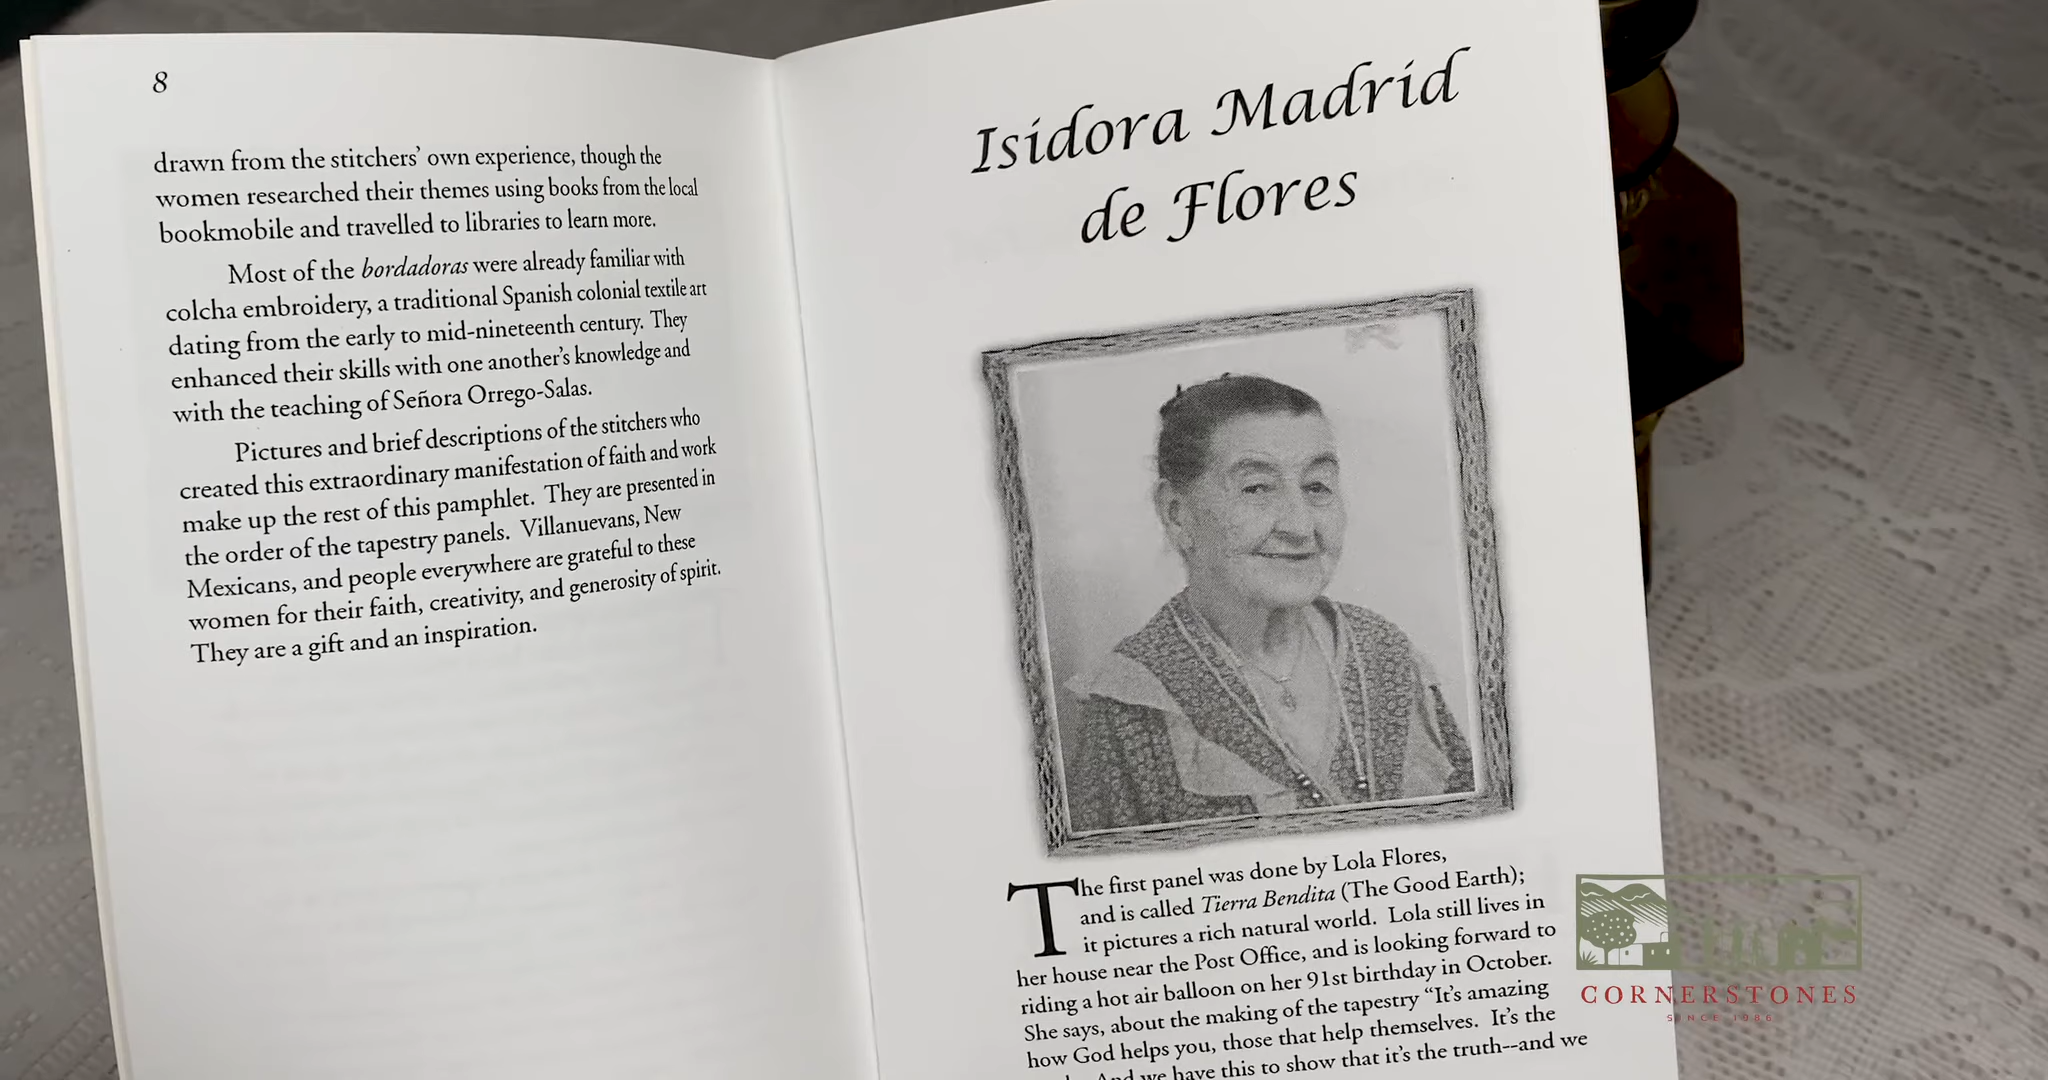 8
drawn from the stitchers’ own experience, though the
women researched their themes using books from the local
bookmobile and travelled to libraries to learn more.
Most of the bordadoras were already familiar with
colcha embroidery, a traditional Spanish colonial textile art
dating from the early to mid-nineteenth century. They
enhanced their skills with one another’s knowledge and
with the teaching of Señora Orrego-Salas.
Pictures and brief descriptions of the stitchers who
created this extraordinary manifestation of faith and work
make up the rest of this pamphlet. They are presented in
the order of the tapestry panels. Villanuevans, New
Mexicans, and people everywhere are grateful to these
women for their faith, creativity, and generosity of spirit.
They are a gift and an inspiration.
Isidora Madrid
de Flores
The first panel was done by Lola Flores,
and is called Tierra Bendita (The Good Earth);
it pictures a rich natural world. Lola still lives in
her house near the Post Office, and is looking forward to
riding a hot air balloon on her 91st birthday in October.
She says, about the making of the tapestry “It’s amazing
how God helps you, those that help themselves. It’s the
And we have this to show that it’s the truth--and we
CORNERSTONES
SINCE 1986